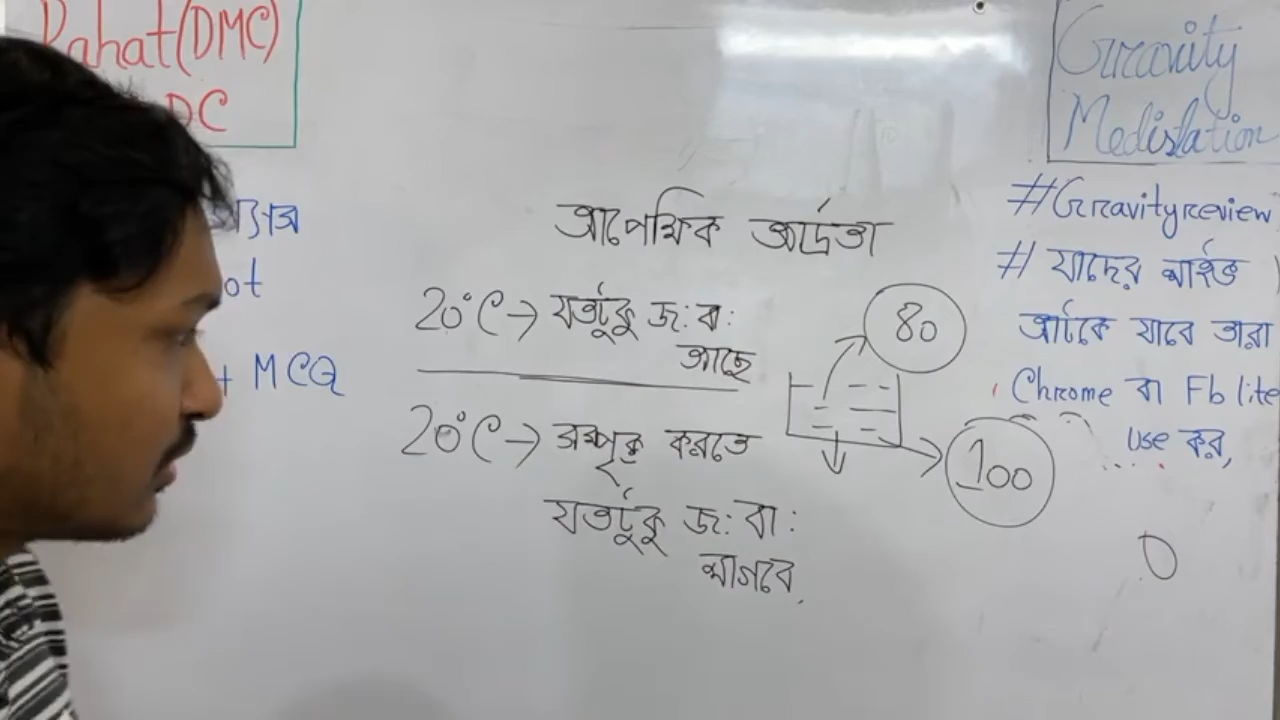 Rahat (DMC)
DC
ot
+ MCQ
আপেক্ষিক আর্দ্রতা
20°C → যতটুকু জ: বা:
আছে
20°C → সম্পৃক্ত করতে
যতটুকু জ: বা:
লাগবে
80
100
Gravity
Medislation
#Gravityreview
# যাদের লাইভ
আটকে যাবে তারা
Chrome বা Fb lite
use কর,